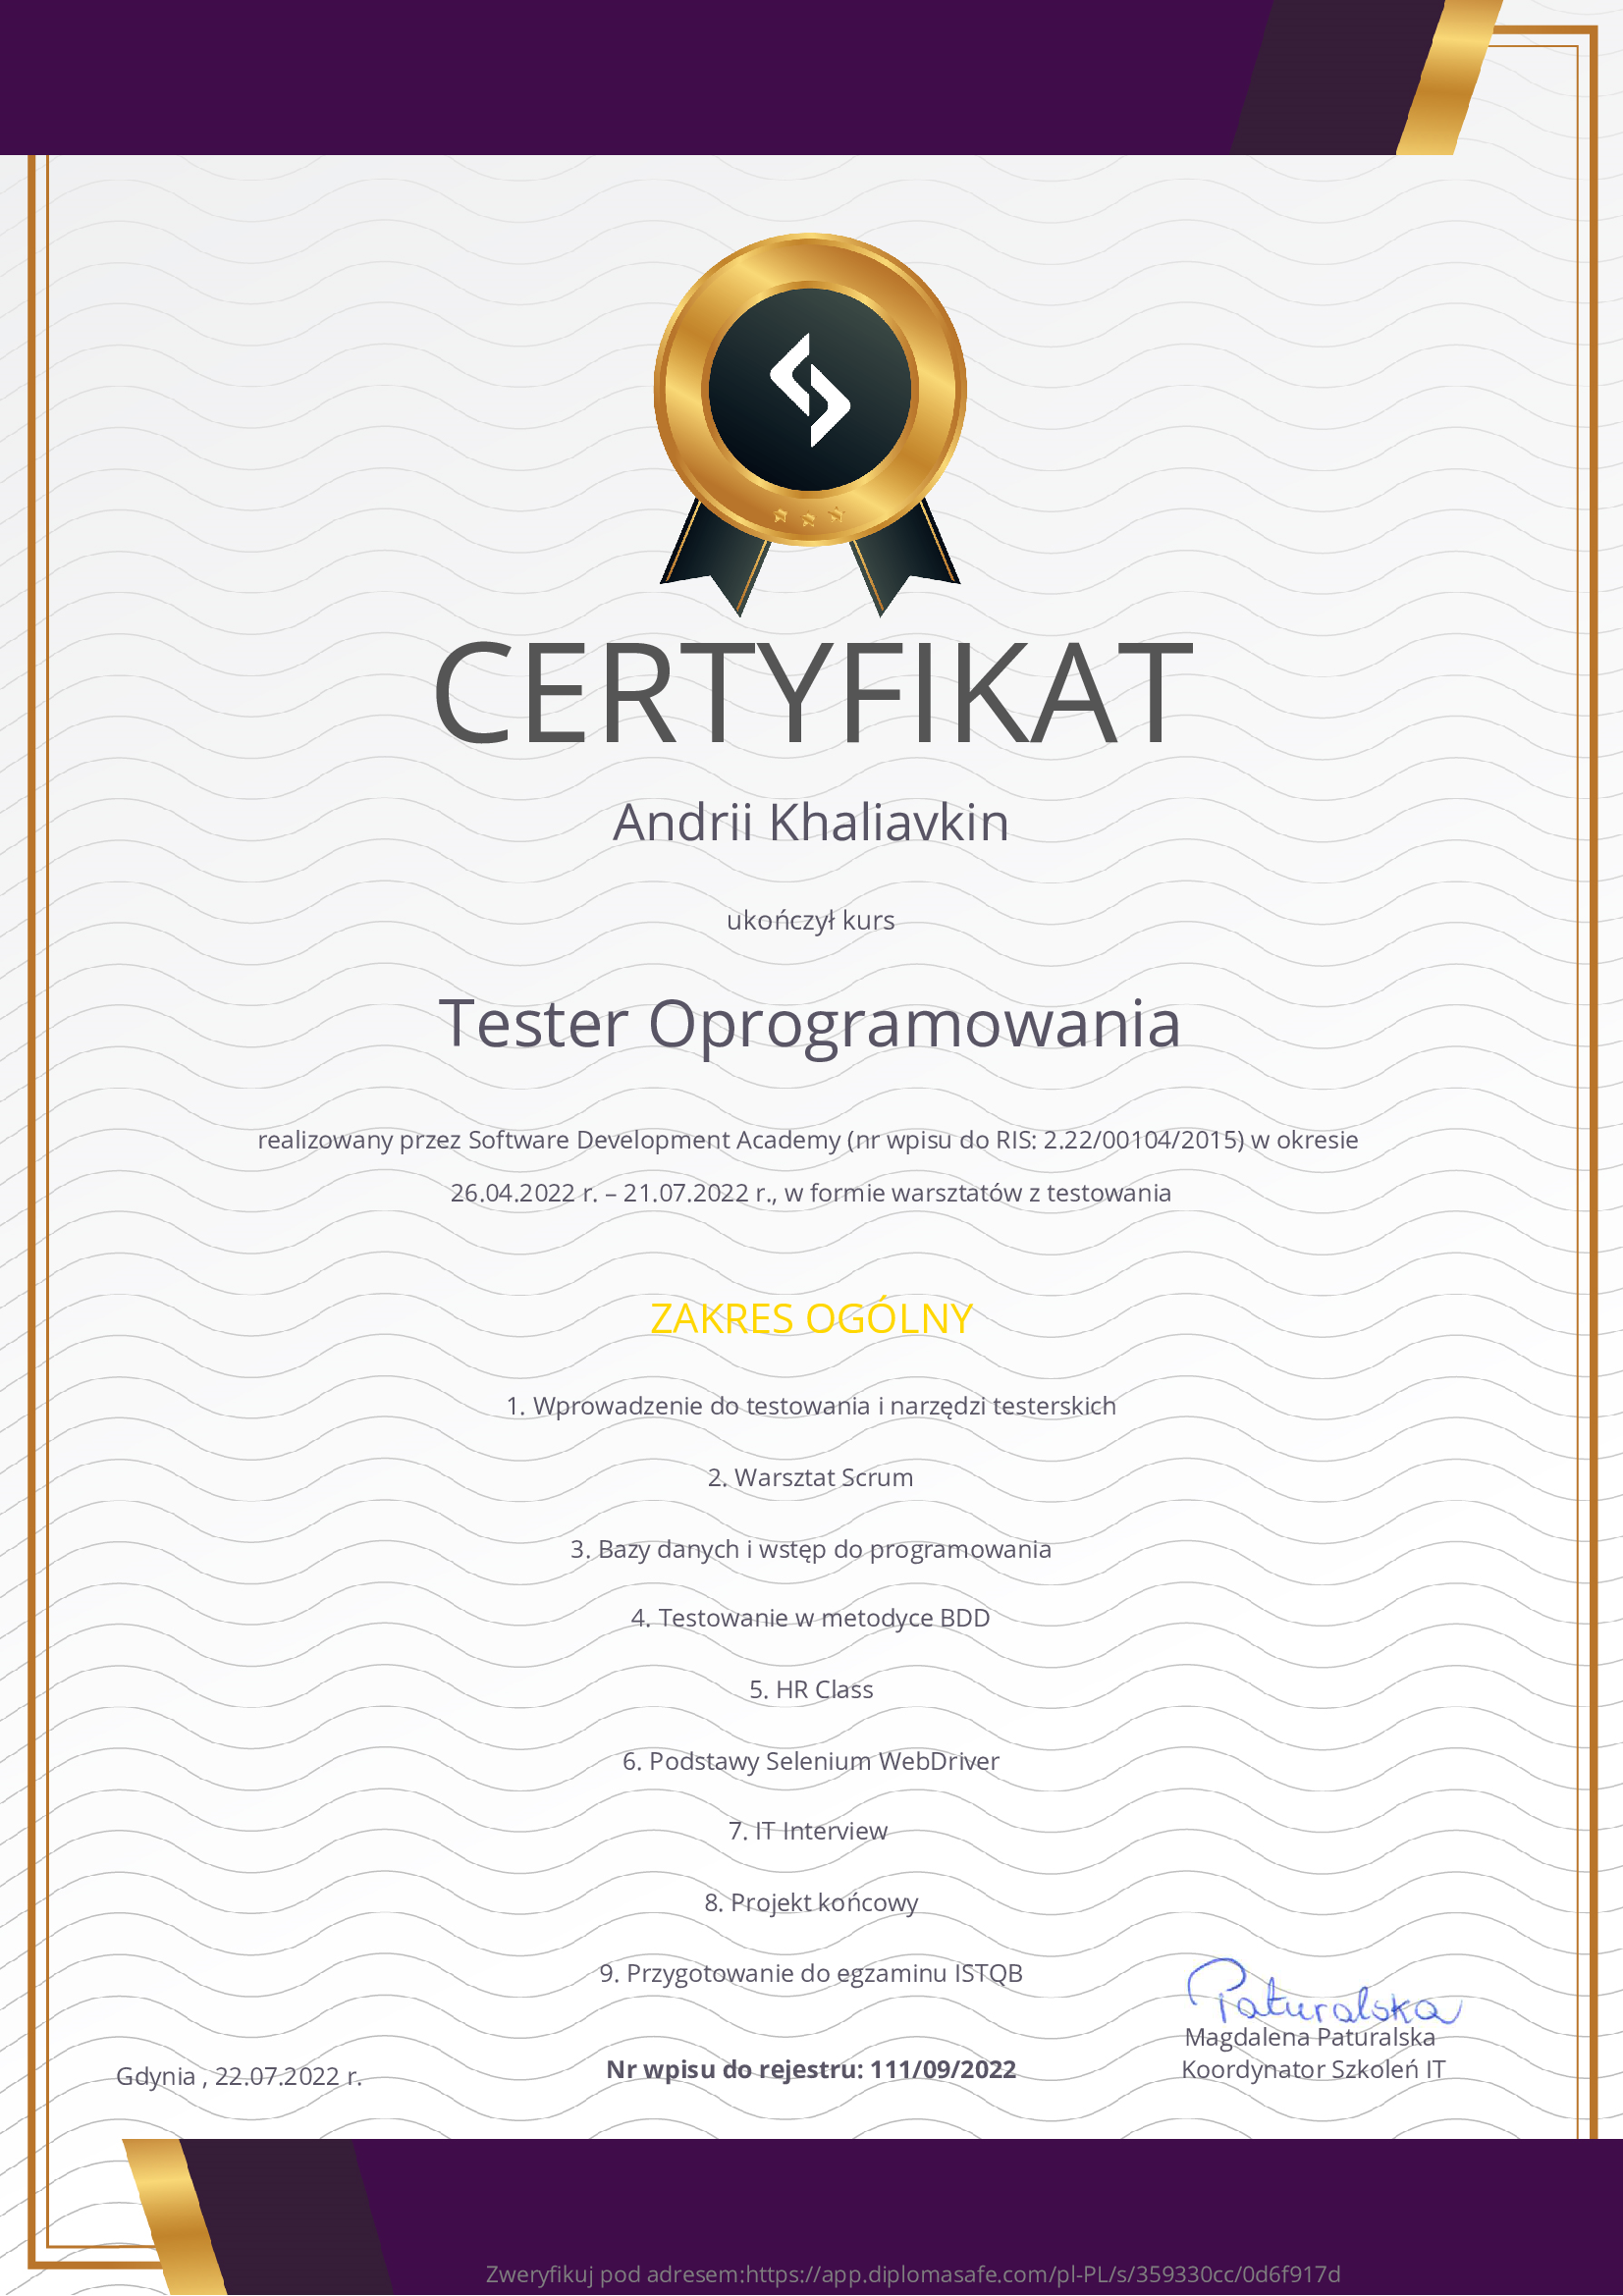 CERTYFIKAT
Andrii Khaliavkin
ukończył kurs
Tester Oprogramowania
realizowany przez Software Development Academy (nr wpisu do RIS: 2.22/00104/2015) w okresie
26.04.2022 r. – 21.07.2022 r., w formie warsztatów z testowania
ZAKRES OGÓLNY
1. Wprowadzenie do testowania i narzędzi testerskich
2. Warsztat Scrum
3. Bazy danych i wstęp do programowania
4. Testowanie w metodyce BDD
5. HR Class
6. Podstawy Selenium WebDriver
7. IT Interview
8. Projekt końcowy
9. Przygotowanie do egzaminu ISTQB
Paturalska
Magdalena Paturalska
Koordynator Szkoleń IT
Nr wpisu do rejestru: 111/09/2022
Gdynia , 22.07.2022 r.
Zweryfikuj pod adresem:https://app.diplomasafe.com/pl-PL/s/359330cc/0d6f917d